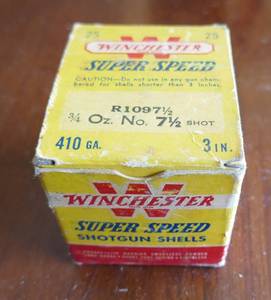 25 25
WINCHESTER
SUPER SPEED
CAUTION—Do not use in any gun cham-
bered for shells shorter than 3 inches.
R1097½
¾ Oz. No. 7½ SHOT
410 GA. 3 IN.
WINCHESTER
SUPER SPEED
SHOTGUN SHELLS